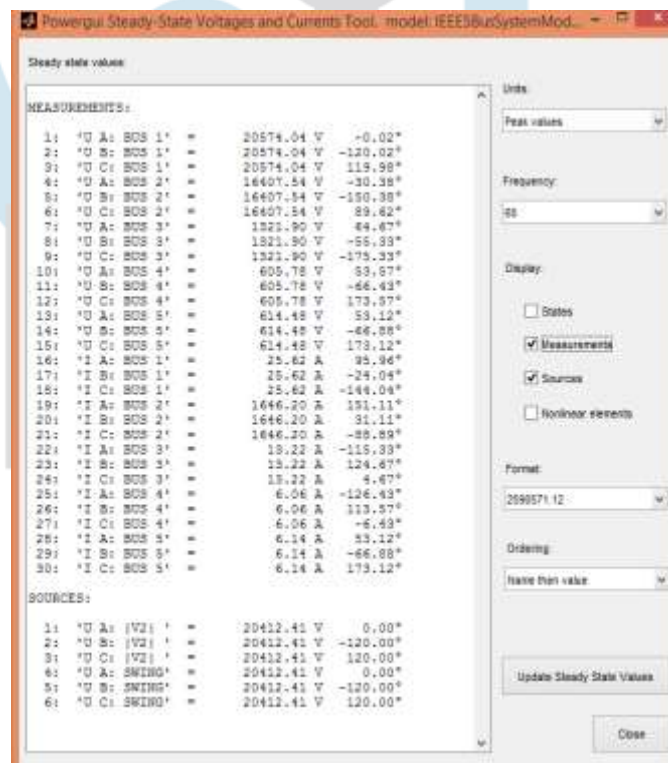 Powergui Steady-State Voltages and Currents Tool. model: IEEE5BusSystemMod...
Steady state values:
MEASUREMENTS:
1: 'U A: BUS 1' = 20574.04 V -0.02°
2: 'U B: BUS 1' = 20574.04 V -120.02°
3: 'U C: BUS 1' = 20574.04 V 119.98°
4: 'U A: BUS 2' = 16407.54 V -30.38°
5: 'U B: BUS 2' = 16407.54 V -150.38°
6: 'U C: BUS 2' = 16407.54 V 89.62°
7: 'U A: BUS 3' = 1321.90 V 64.67°
8: 'U B: BUS 3' = 1321.90 V -55.33°
9: 'U C: BUS 3' = 1321.90 V -175.33°
10: 'U A: BUS 4' = 605.78 V 53.57°
11: 'U B: BUS 4' = 605.78 V -66.43°
12: 'U C: BUS 4' = 605.78 V 173.57°
13: 'U A: BUS 5' = 614.48 V 53.12°
14: 'U B: BUS 5' = 614.48 V -66.88°
15: 'U C: BUS 5' = 614.48 V 173.12°
16: 'I A: BUS 1' = 25.62 A 95.96°
17: 'I B: BUS 1' = 25.62 A -24.04°
18: 'I C: BUS 1' = 25.62 A -144.04°
19: 'I A: BUS 2' = 1646.20 A 151.11°
20: 'I B: BUS 2' = 1646.20 A 31.11°
21: 'I C: BUS 2' = 1646.20 A -88.89°
22: 'I A: BUS 3' = 13.22 A -115.33°
23: 'I B: BUS 3' = 13.22 A 124.67°
24: 'I C: BUS 3' = 13.22 A 4.67°
25: 'I A: BUS 4' = 6.06 A -126.43°
26: 'I B: BUS 4' = 6.06 A 113.57°
27: 'I C: BUS 4' = 6.06 A -6.43°
28: 'I A: BUS 5' = 6.14 A 53.12°
29: 'I B: BUS 5' = 6.14 A -66.88°
30: 'I C: BUS 5' = 6.14 A 173.12°
SOURCES:
1: 'U A: |V2| ' = 20412.41 V 0.00°
2: 'U B: |V2| ' = 20412.41 V -120.00°
3: 'U C: |V2| ' = 20412.41 V 120.00°
4: 'U A: SWING' = 20412.41 V 0.00°
5: 'U B: SWING' = 20412.41 V -120.00°
6: 'U C: SWING' = 20412.41 V 120.00°
Units:
Peak values
Frequency:
60
Display:
States
Measurements
Sources
Nonlinear elements
Format:
2598571.12
Ordering:
Name then value
Update Steady State Values
Close